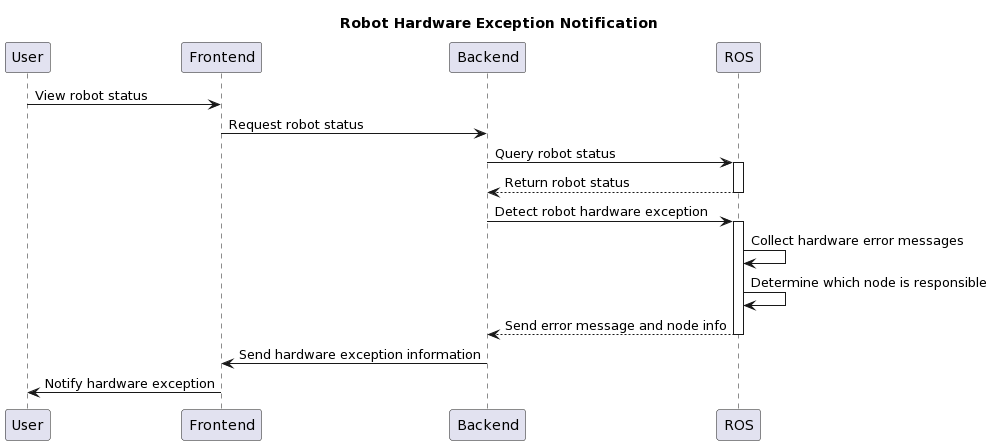 Robot Hardware Exception Notification
User Frontend Backend ROS
View robot status
Request robot status
Query robot status
Return robot status
Detect robot hardware exception
Collect hardware error messages
Determine which node is responsible
Send error message and node info
Send hardware exception information
Notify hardware exception
User Frontend Backend ROS